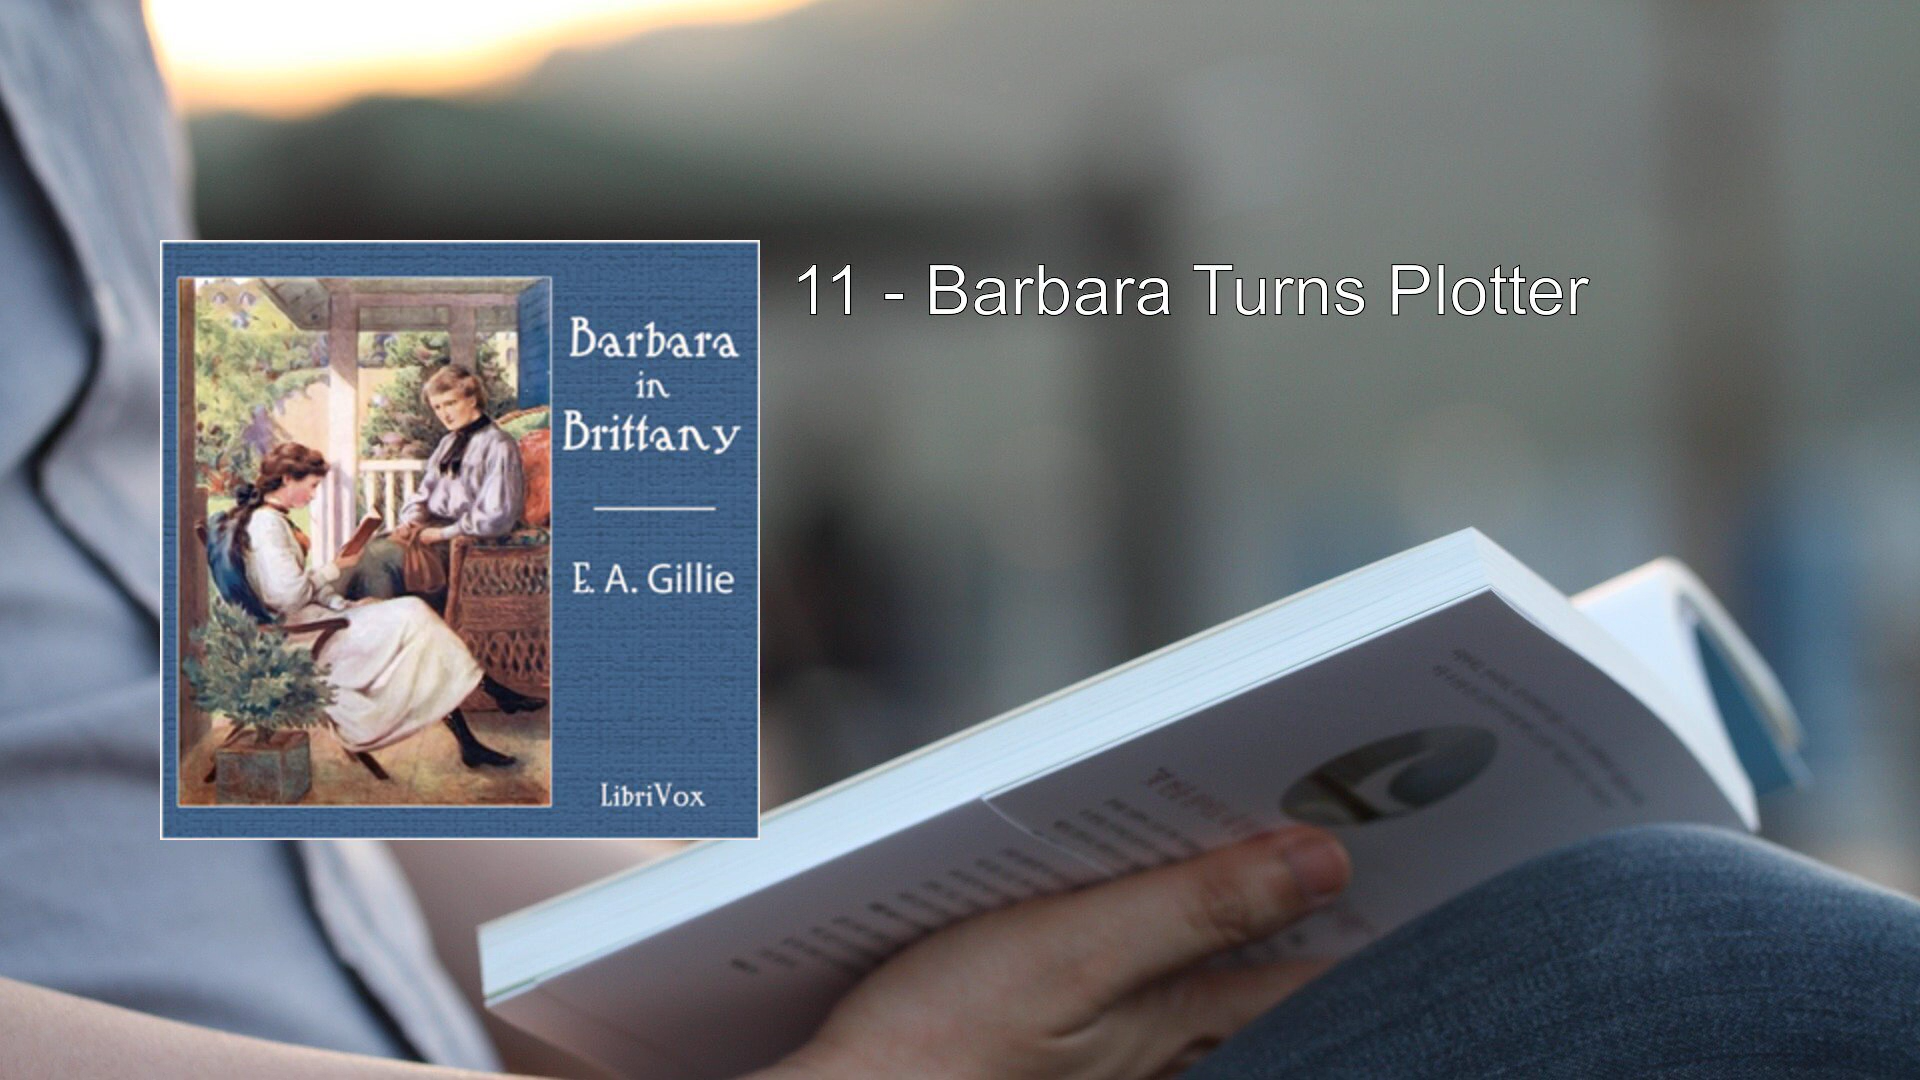 11 - Barbara Turns Plotter
Barbara
in
Brittany
E. A. Gillie
LibriVox